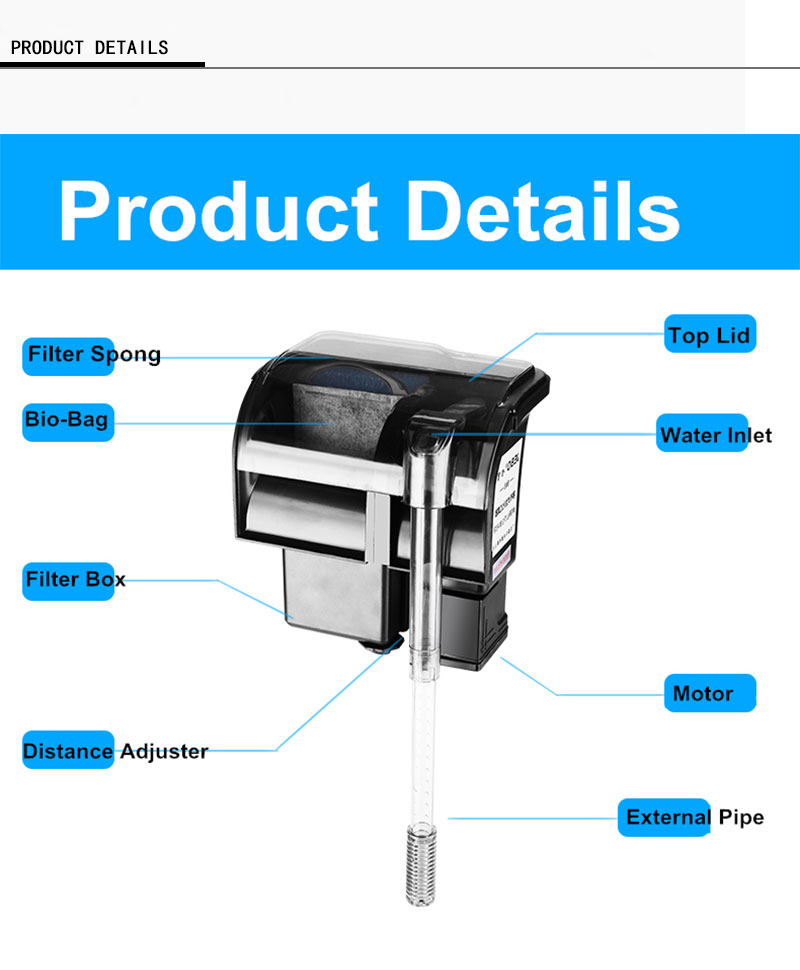 PRODUCT DETAILS
Product Details
Top Lid
Filter Spong
Bio-Bag
Water Inlet
Filter Box
Motor
Distance Adjuster
External Pipe